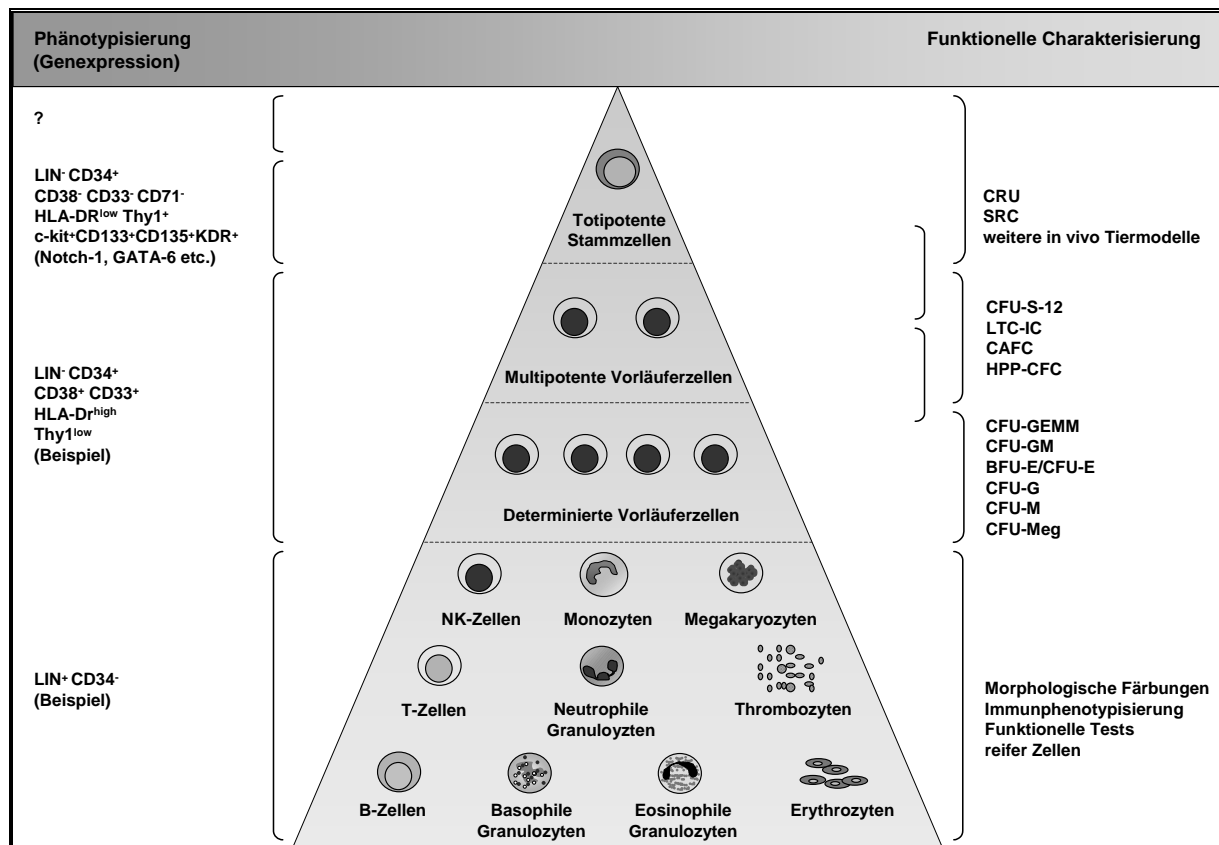 Phänotypisierung
(Genexpression)
Funktionelle Charakterisierung
?
LIN⁻ CD34⁺
CD38⁻ CD33⁻ CD71⁻
HLA-DRˡᵒʷ Thy1⁺
c-kit⁺CD133⁺CD135⁺KDR⁺
(Notch-1, GATA-6 etc.)
LIN⁻ CD34⁺
CD38⁺ CD33⁺
HLA-Drʰⁱᵍʰ
Thy1ˡᵒʷ
(Beispiel)
LIN⁺ CD34⁻
(Beispiel)
Totipotente
Stammzellen
Multipotente Vorläuferzellen
Determinierte Vorläuferzellen
NK-Zellen
Monozyten
Megakaryozyten
T-Zellen
Neutrophile
Granuloyzten
Thrombozyten
B-Zellen
Basophile
Granulozyten
Eosinophile
Granulozyten
Erythrozyten
CRU
SRC
weitere in vivo Tiermodelle
CFU-S-12
LTC-IC
CAFC
HPP-CFC
CFU-GEMM
CFU-GM
BFU-E/CFU-E
CFU-G
CFU-M
CFU-Meg
Morphologische Färbungen
Immunphenotypisierung
Funktionelle Tests
reifer Zellen